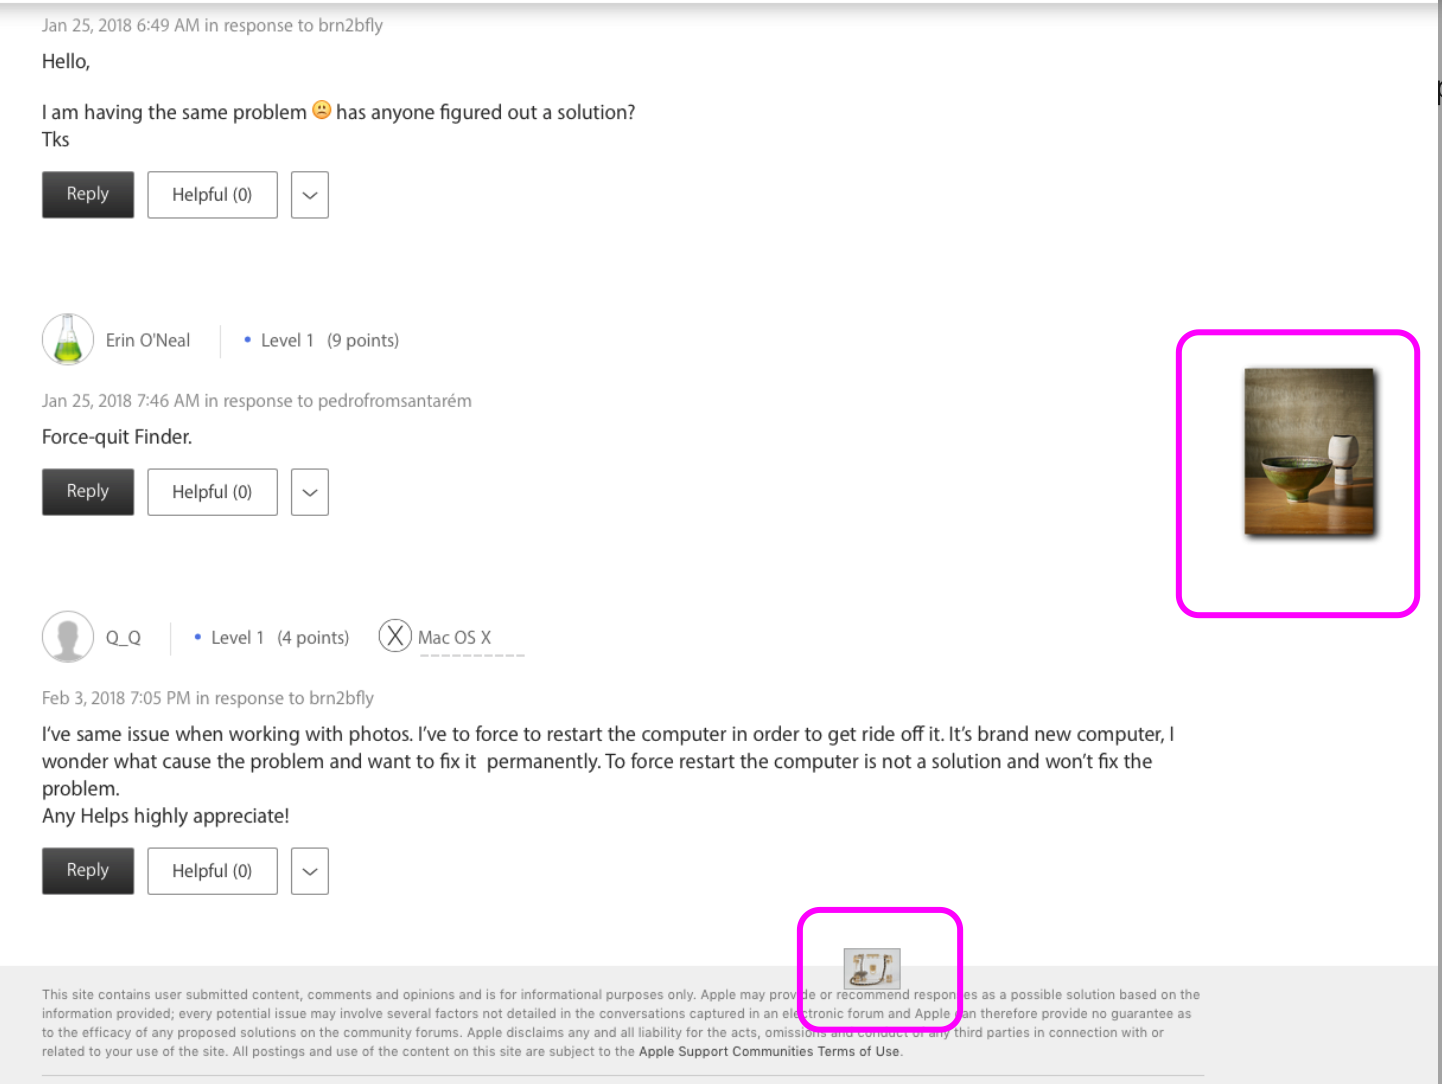 Jan 25, 2018 6:49 AM in response to brn2bfly
Hello,
I am having the same problem has anyone figured out a solution?
Tks
Reply Helpful (0)
Erin O'Neal • Level 1 (9 points)
Jan 25, 2018 7:46 AM in response to pedrofromsantarém
Force-quit Finder.
Reply Helpful (0)
Q_Q • Level 1 (4 points) X Mac OS X
Feb 3, 2018 7:05 PM in response to brn2bfly
I've same issue when working with photos. I've to force to restart the computer in order to get ride off it. It's brand new computer, I
wonder what cause the problem and want to fix it permanently. To force restart the computer is not a solution and won't fix the
problem.
Any Helps highly appreciate!
Reply Helpful (0)
This site contains user submitted content, comments and opinions and is for informational purposes only. Apple may provide or recommend responses as a possible solution based on the
information provided; every potential issue may involve several factors not detailed in the conversations captured in an electronic forum and Apple can therefore provide no guarantee as
to the efficacy of any proposed solutions on the community forums. Apple disclaims any and all liability for the acts, omissions and conduct of any third parties in connection with or
related to your use of the site. All postings and use of the content on this site are subject to the Apple Support Communities Terms of Use.